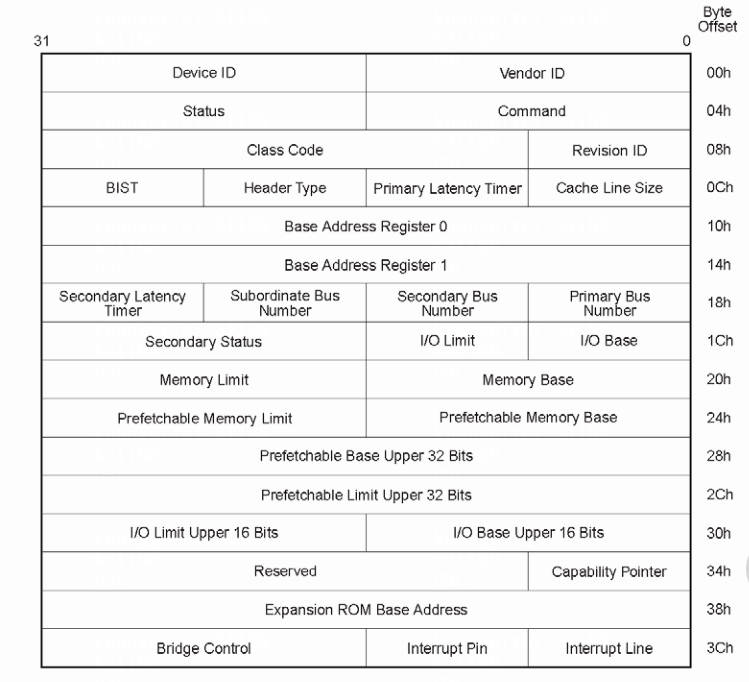 Byte
Offset
31 0
Device ID Vendor ID 00h
Status Command 04h
Class Code Revision ID 08h
BIST Header Type Primary Latency Timer Cache Line Size 0Ch
Base Address Register 0 10h
Base Address Register 1 14h
Secondary Latency Timer Subordinate Bus Number Secondary Bus Number Primary Bus Number 18h
Secondary Status I/O Limit I/O Base 1Ch
Memory Limit Memory Base 20h
Prefetchable Memory Limit Prefetchable Memory Base 24h
Prefetchable Base Upper 32 Bits 28h
Prefetchable Limit Upper 32 Bits 2Ch
I/O Limit Upper 16 Bits I/O Base Upper 16 Bits 30h
Reserved Capability Pointer 34h
Expansion ROM Base Address 38h
Bridge Control Interrupt Pin Interrupt Line 3Ch